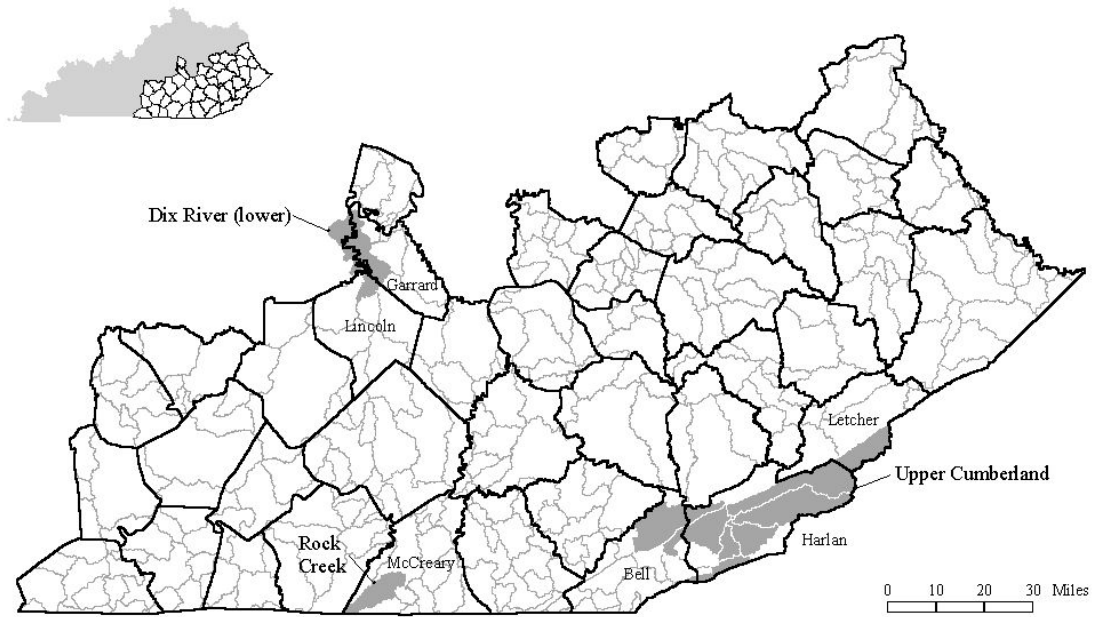 Dix River (lower)
Garrard
Lincoln
Letcher
Upper Cumberland
Harlan
Rock
Creek
McCreary
Bell
0 10 20 30 Miles